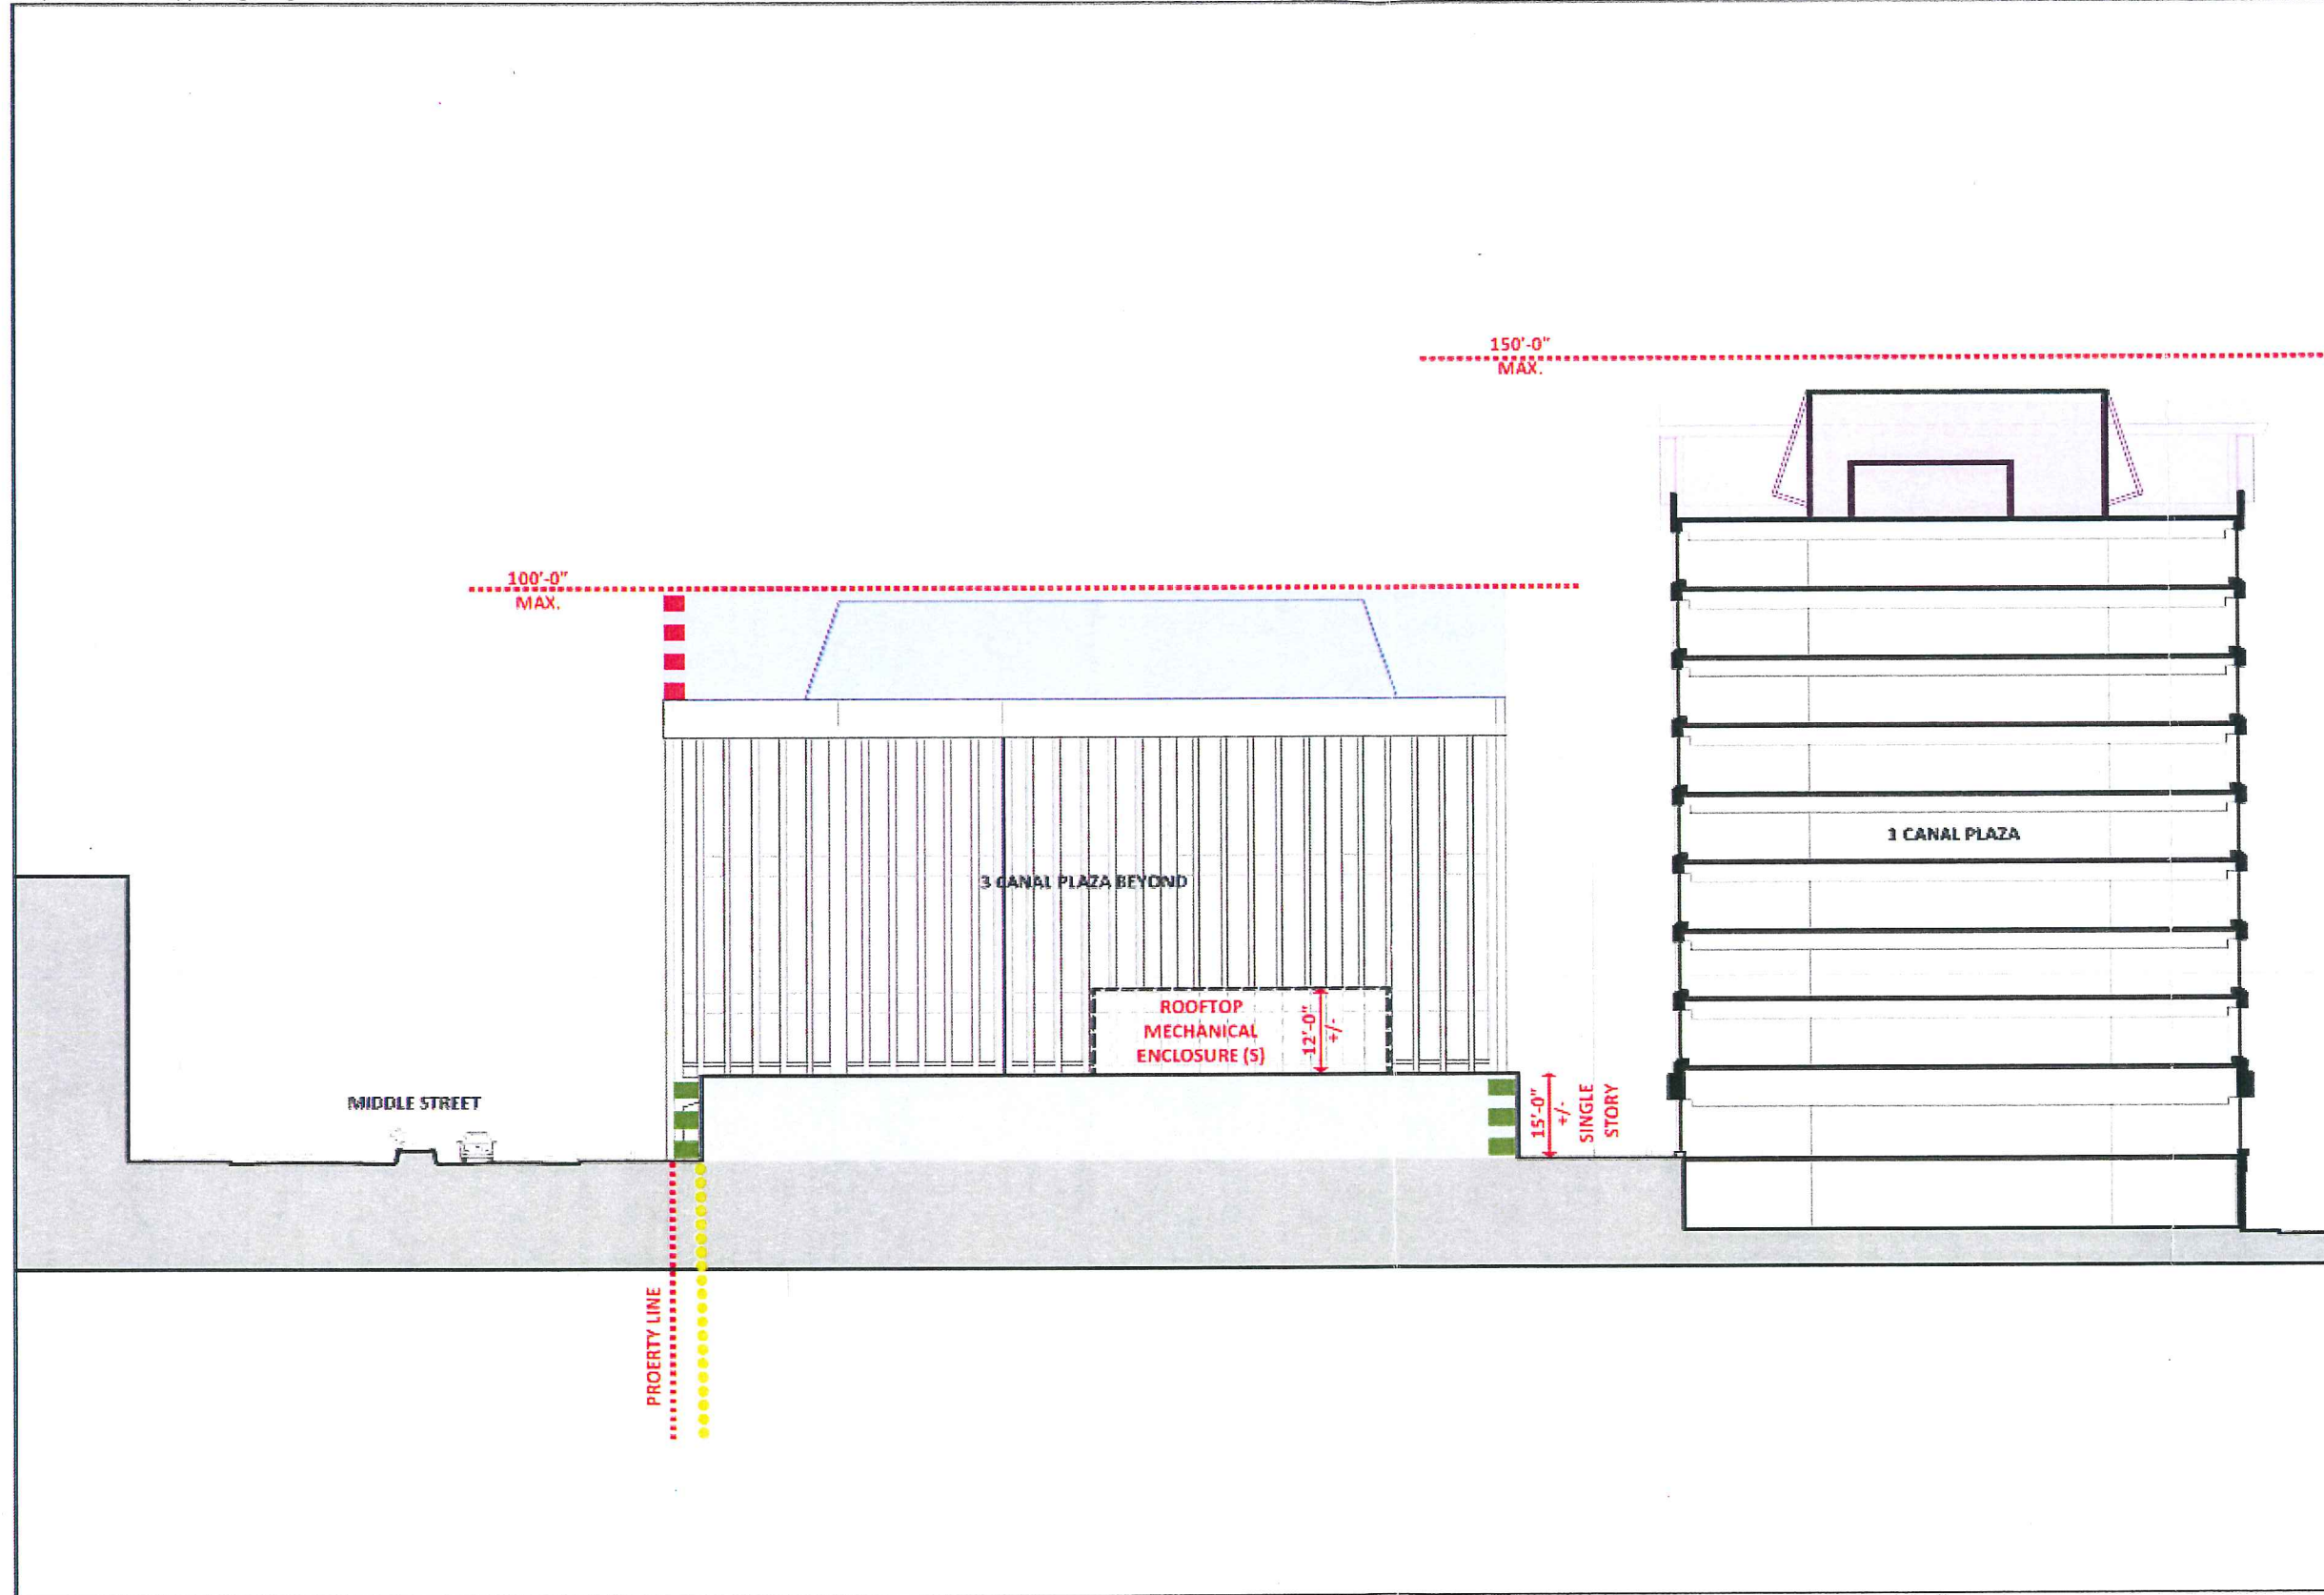 150'-0"
MAX.
100'-0"
MAX.
1 CANAL PLAZA
3 CANAL PLAZA BEYOND
ROOFTOP
MECHANICAL
ENCLOSURE (S)
12'-0"
+/-
MIDDLE STREET
15'-0"
+/-
SINGLE
STORY
PROERTY LINE